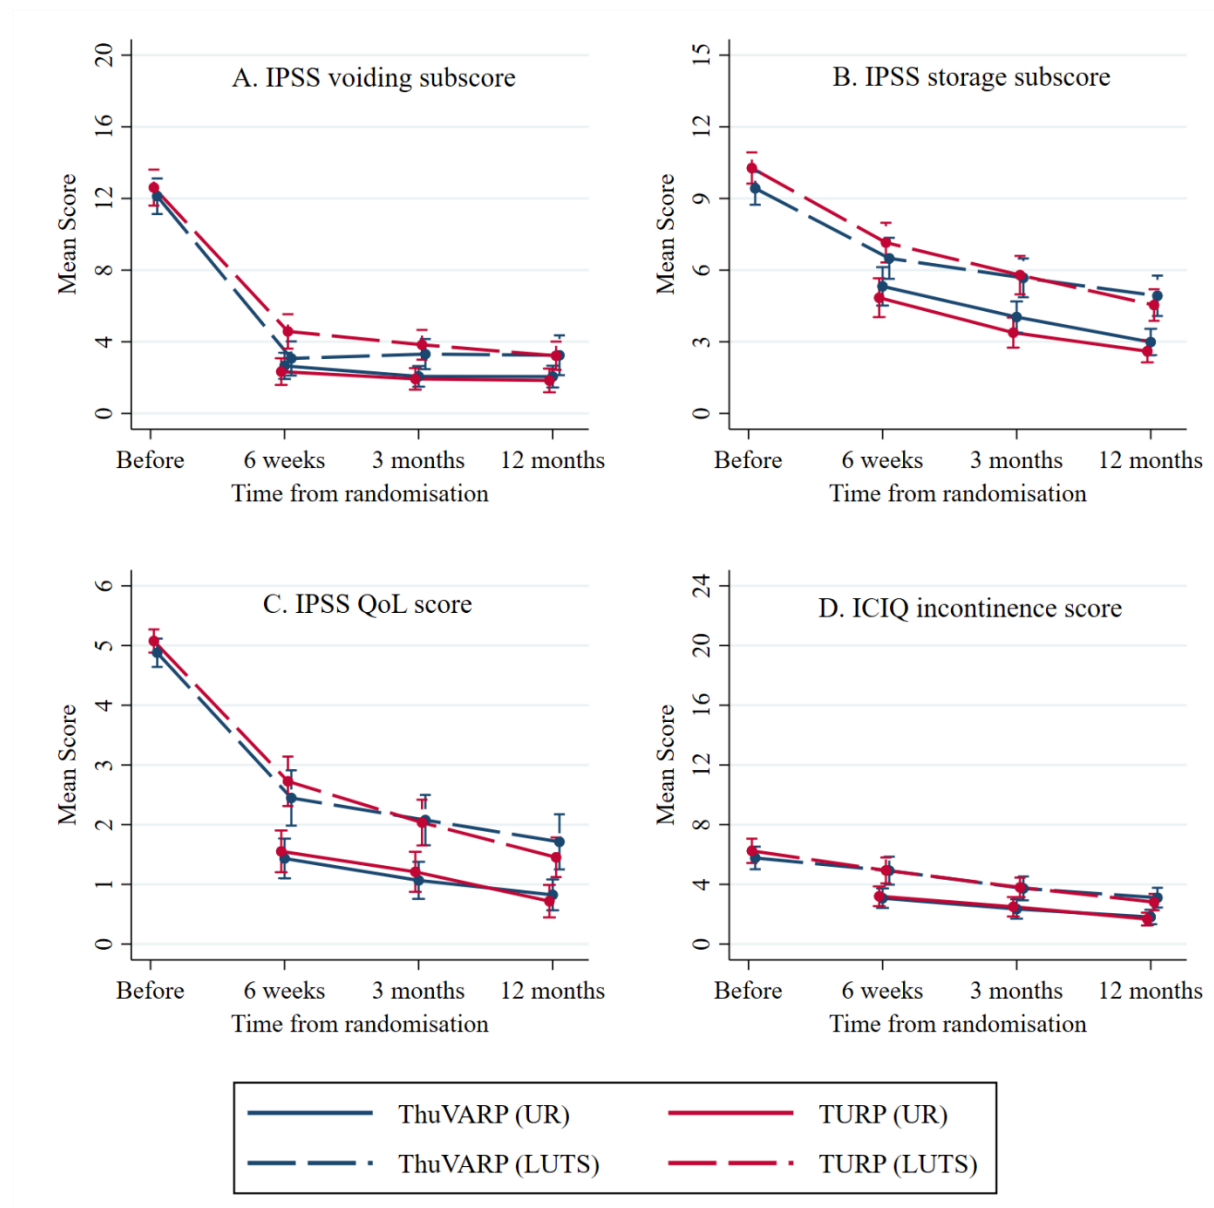 A. IPSS voiding subscore
Mean Score
20
16
12
8
4
0
Before 6 weeks 3 months 12 months
Time from randomisation
B. IPSS storage subscore
Mean Score
15
12
9
6
3
0
Before 6 weeks 3 months 12 months
Time from randomisation
C. IPSS QoL score
Mean Score
6
5
4
3
2
1
0
Before 6 weeks 3 months 12 months
Time from randomisation
D. ICIQ incontinence score
Mean Score
24
20
16
12
8
4
0
Before 6 weeks 3 months 12 months
Time from randomisation
ThuVARP (UR) TURP (UR)
ThuVARP (LUTS) TURP (LUTS)